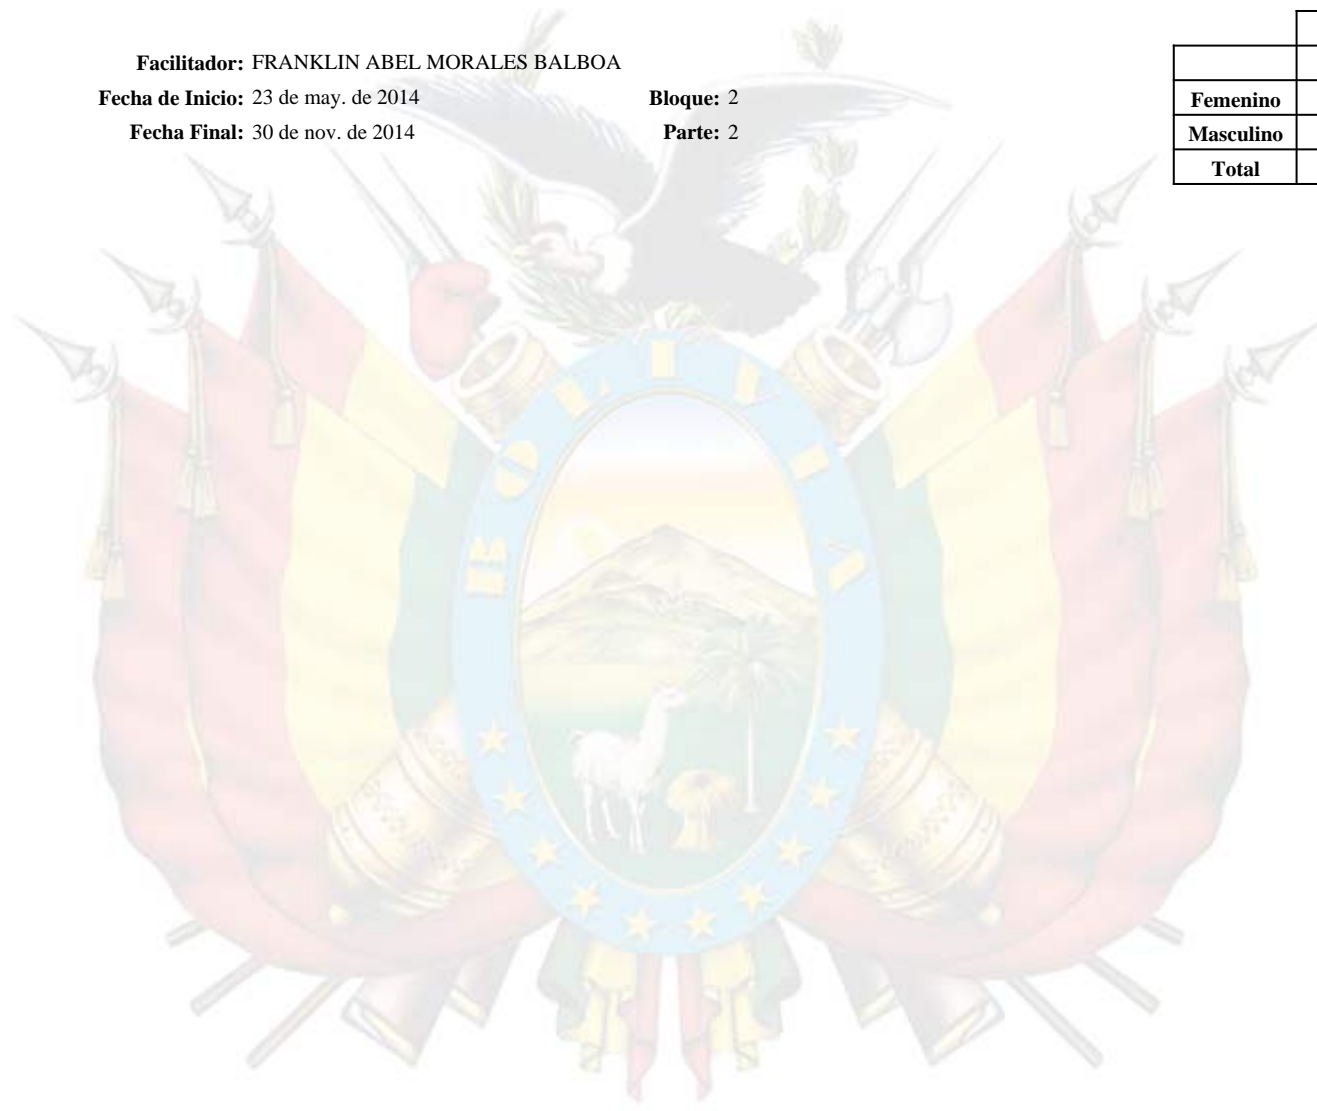 Facilitador: FRANKLIN ABEL MORALES BALBOA
Fecha de Inicio: 23 de may. de 2014 Bloque: 2
Fecha Final: 30 de nov. de 2014 Parte: 2
Femenino
Masculino
Total
BOLIVIA